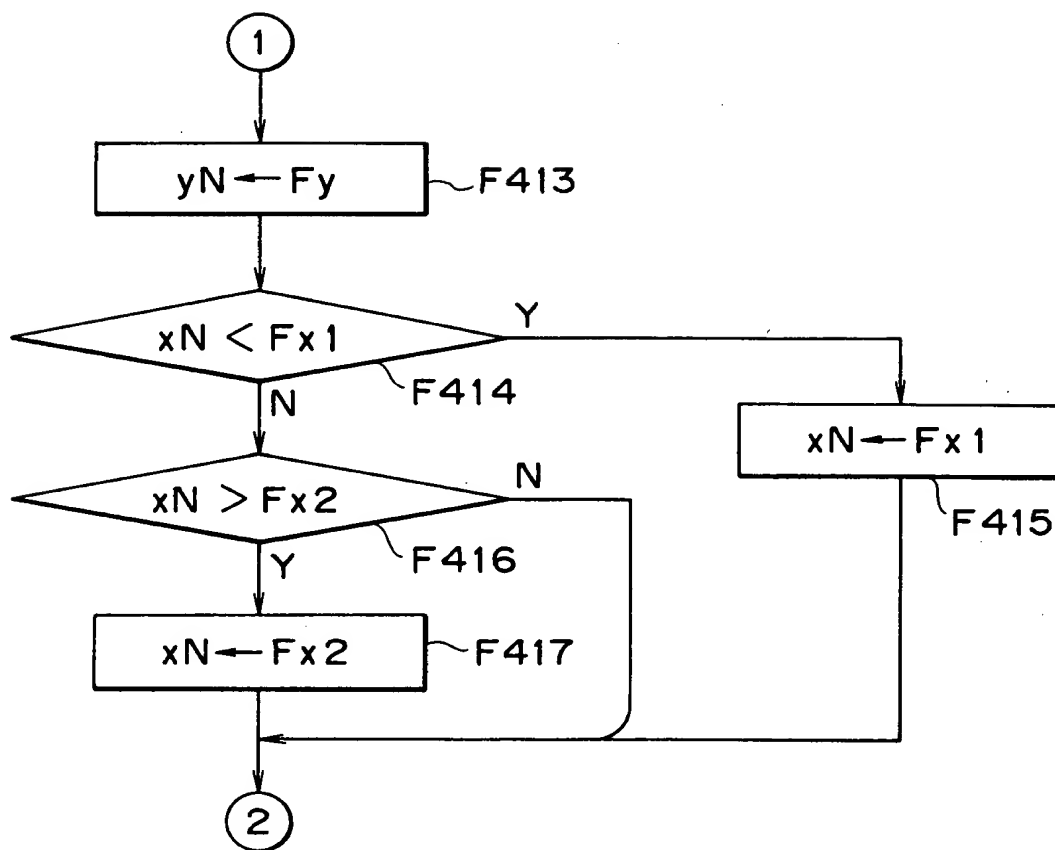 1
yN ← Fy
F413
xN < Fx1
Y
F414
N
xN ← Fx1
F415
xN > Fx2
N
F416
Y
xN ← Fx2
F417
2